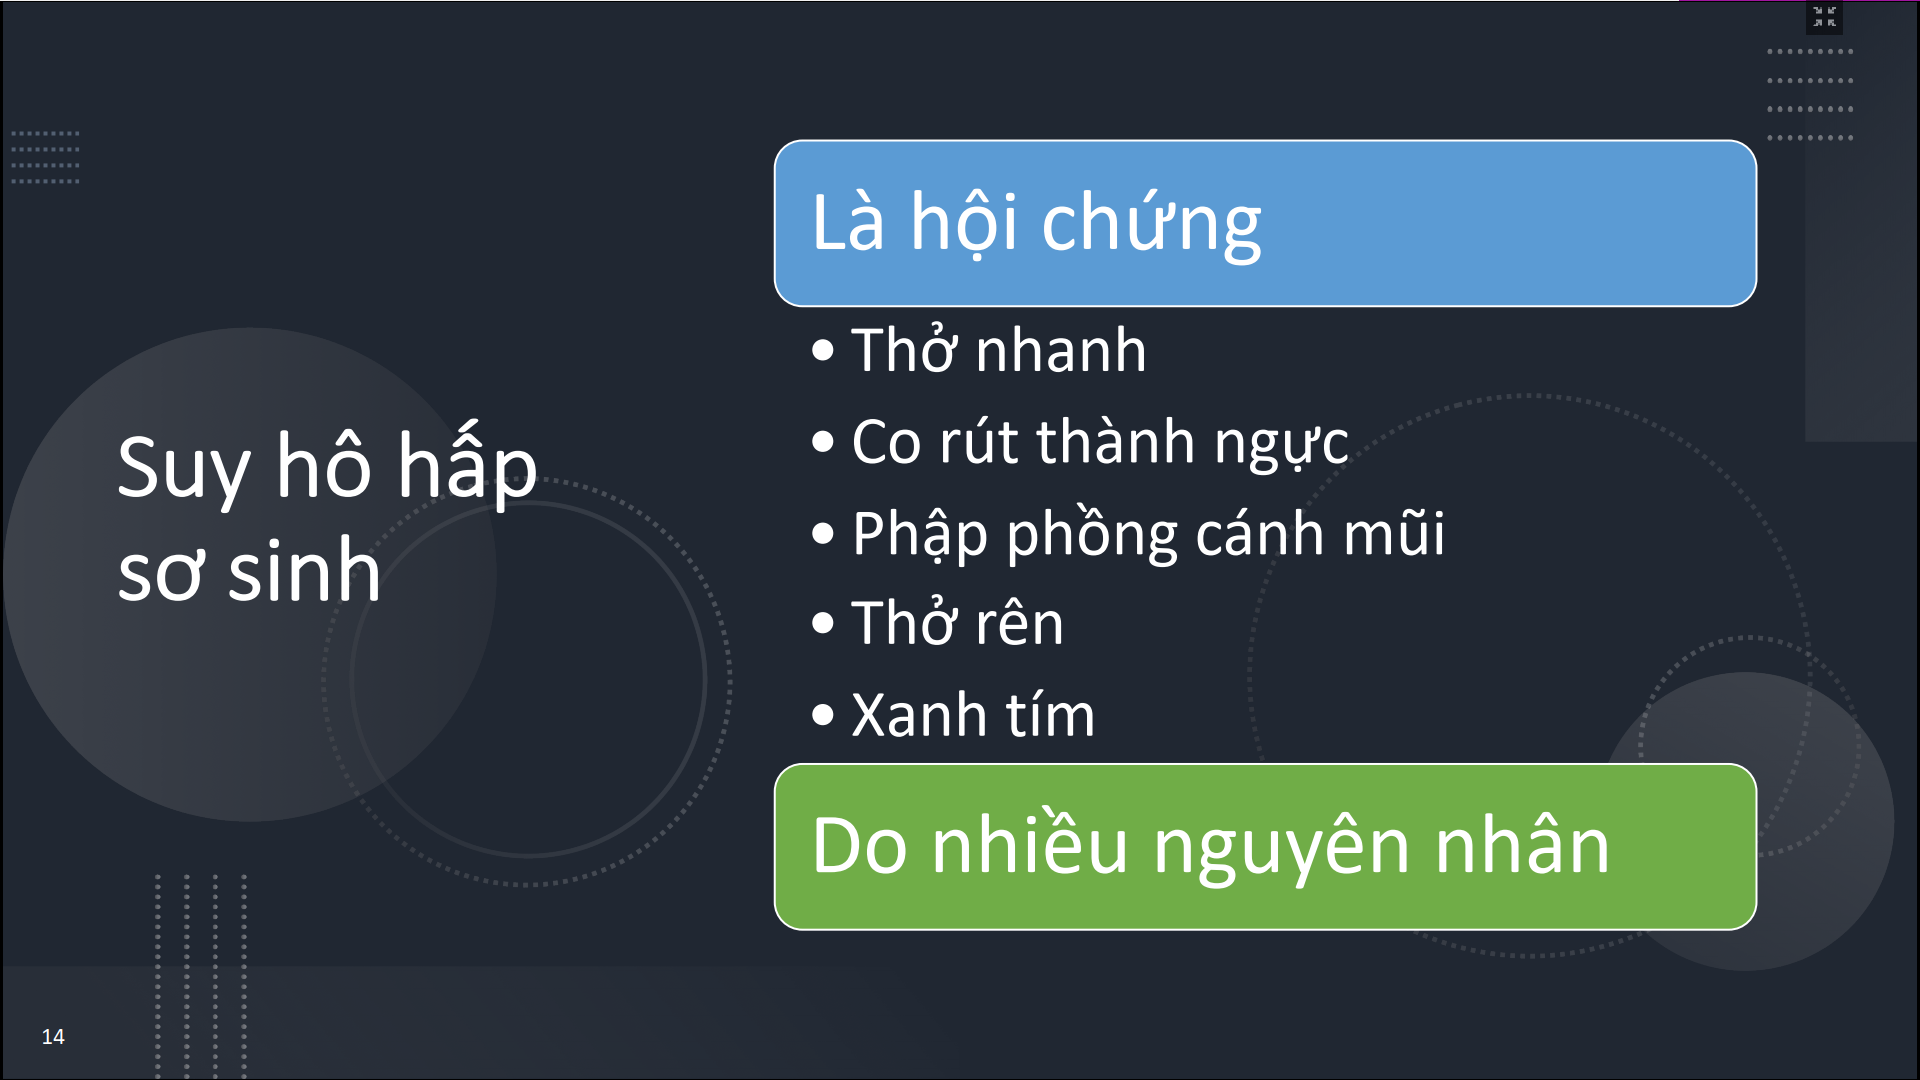 Suy hô hấp
sơ sinh
Là hội chứng
• Thở nhanh
• Co rút thành ngực
• Phập phồng cánh mũi
• Thở rên
• Xanh tím
Do nhiều nguyên nhân
14